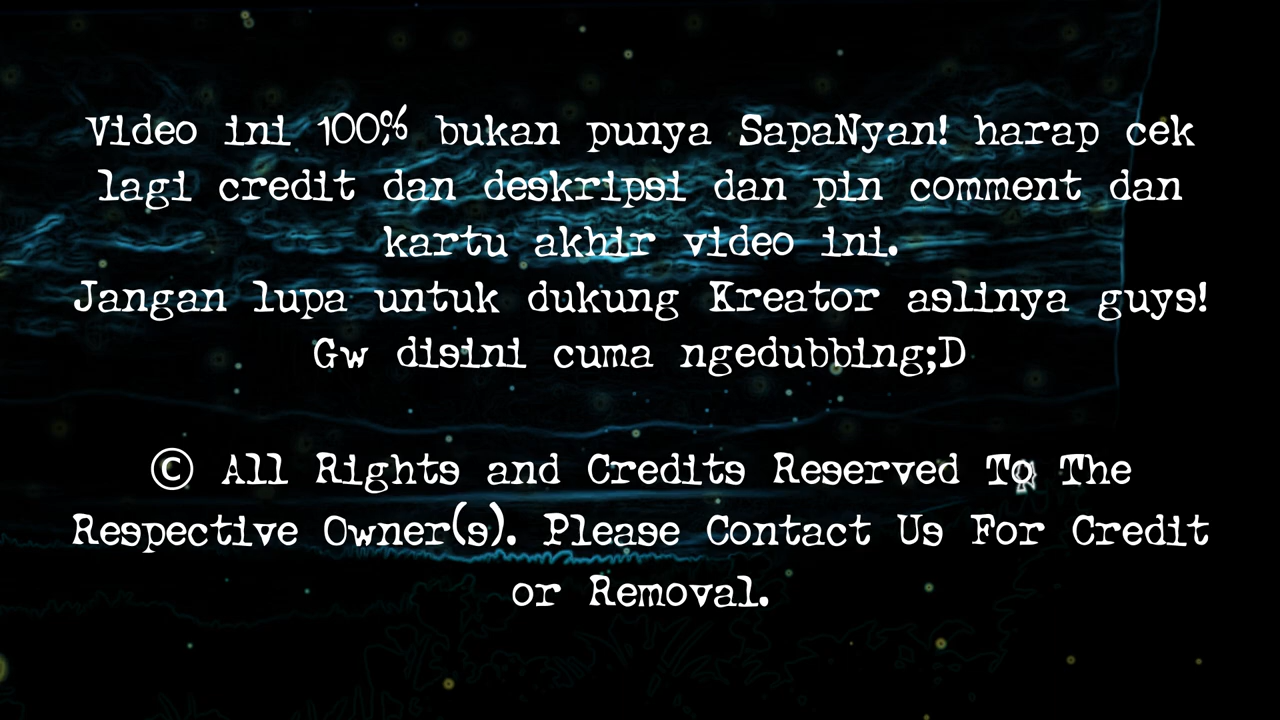 Video ini 100% bukan punya SapaNyan! harap cek
lagi credit dan deskripsi dan pin comment dan
kartu akhir video ini.
Jangan lupa untuk dukung Kreator aslinya guys!
Gw disini cuma ngedubbing;D
© All Rights and Credits Reserved To The
Respective Owner(s). Please Contact Us For Credit
or Removal.